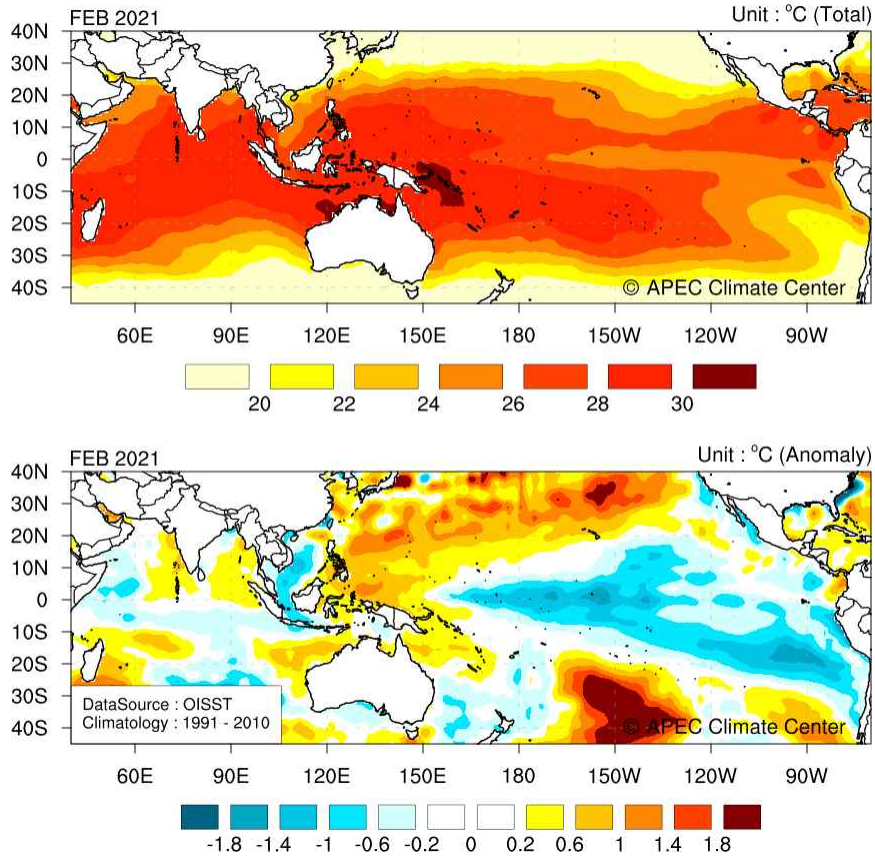 FEB 2021 Unit : °C (Total)
40N
30N
20N
10N
0
10S
20S
30S
40S
© APEC Climate Center
60E 90E 120E 150E 180 150W 120W 90W
20 22 24 26 28 30
FEB 2021 Unit : °C (Anomaly)
40N
30N
20N
10N
0
10S
20S
30S
40S
DataSource : OISST
Climatology : 1991 - 2010
© APEC Climate Center
60E 90E 120E 150E 180 150W 120W 90W
-1.8 -1.4 -1 -0.6 -0.2 0 0.2 0.6 1 1.4 1.8